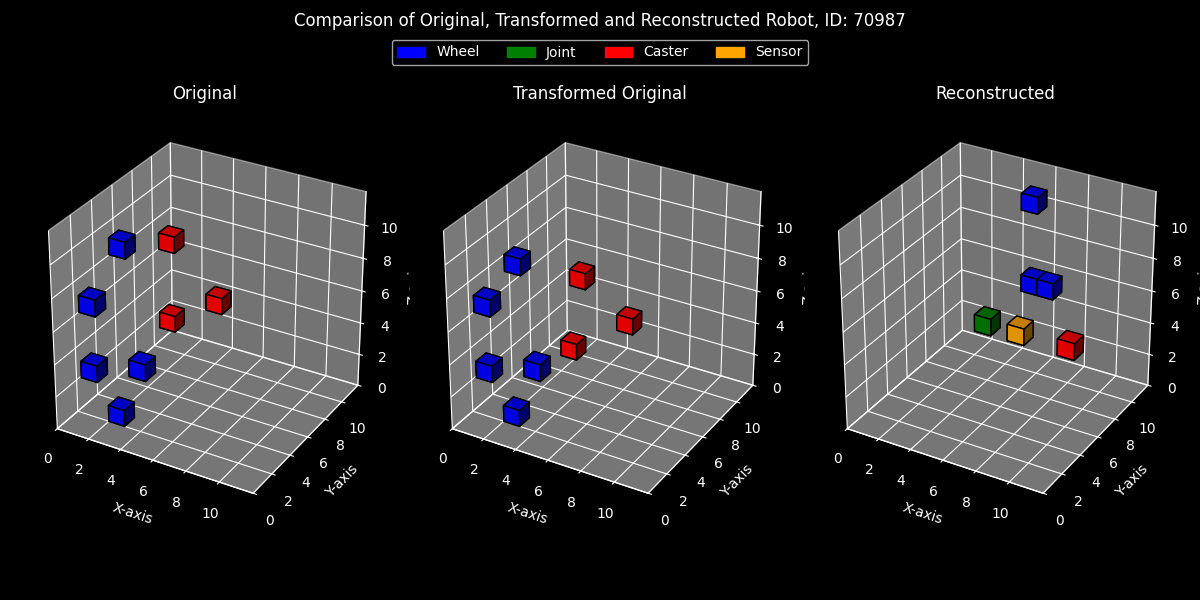 Comparison of Original, Transformed and Reconstructed Robot, ID: 70987
Wheel Joint Caster Sensor
Original Transformed Original Reconstructed
10
8
6
4
2
0
0 2 4 6 8 10
X-axis
0 2 4 6 8 10
Y-axis
10
8
6
4
2
0
0 2 4 6 8 10
X-axis
0 2 4 6 8 10
Y-axis
10
8
6
4
2
0
0 2 4 6 8 10
X-axis
0 2 4 6 8 10
Y-axis